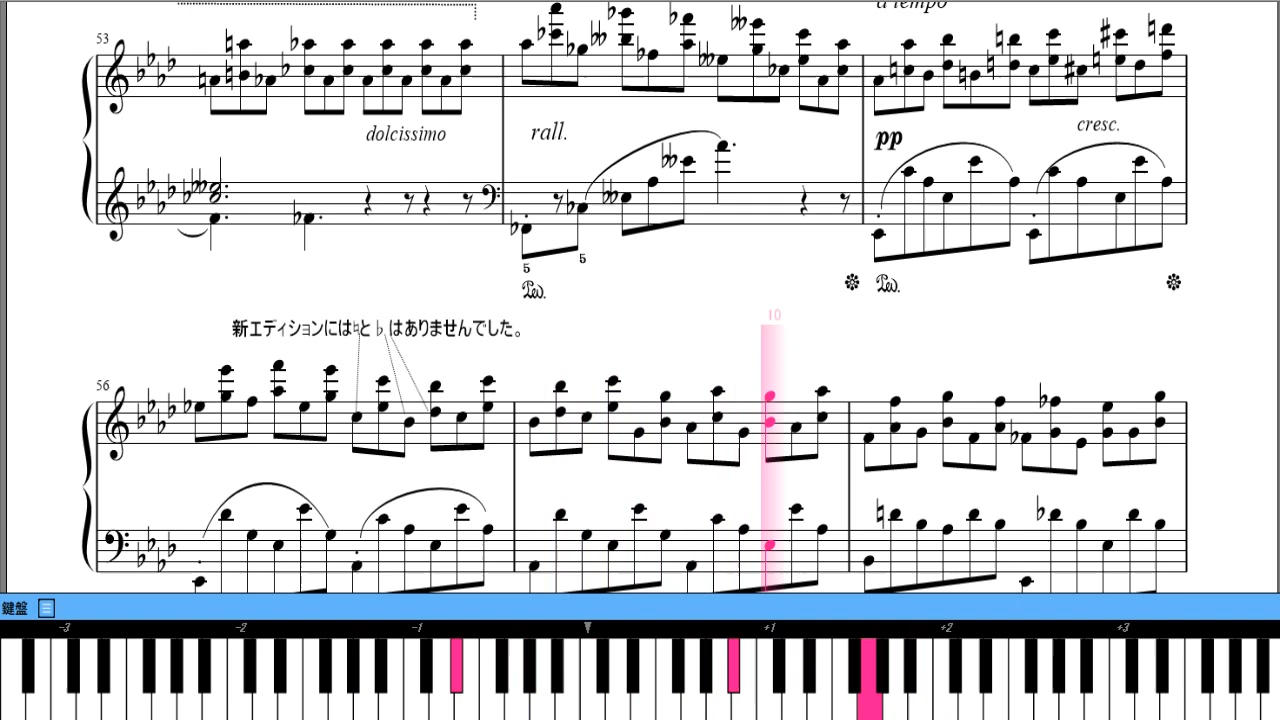 a tempo
53
dolcissimo
rall.
pp
cresc.
5
5
Ped.
Ped.
新エディションには♮と♭はありませんでした。
10
56
鍵盤
-3 -2 -1 +1 +2 +3